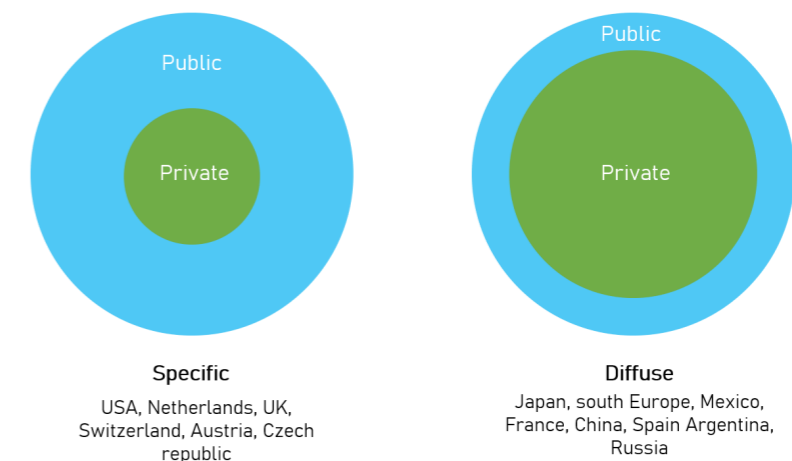 Public
Private
Specific
USA, Netherlands, UK,
Switzerland, Austria, Czech
republic
Public
Private
Diffuse
Japan, south Europe, Mexico,
France, China, Spain Argentina,
Russia